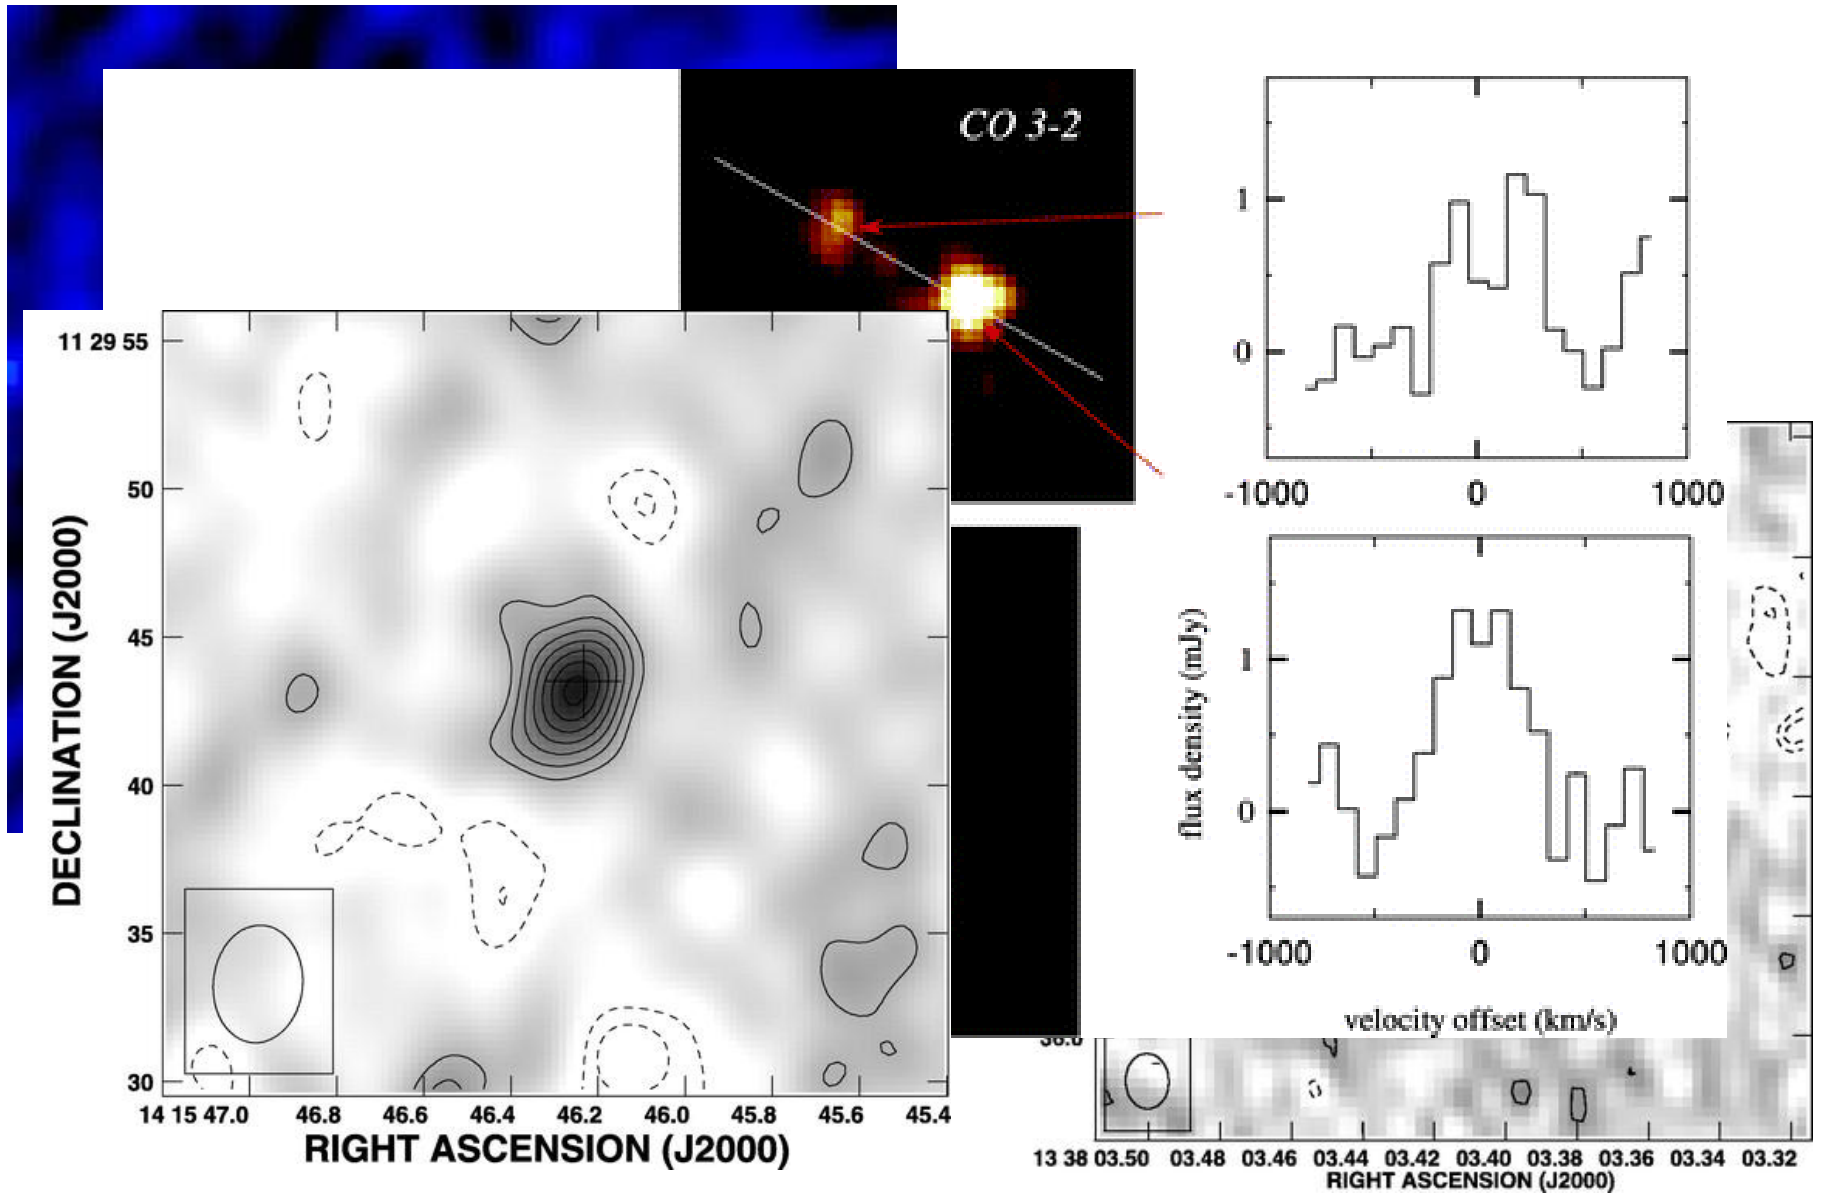 CO 3-2
1
0
-1000 0 1000
11 29 55
50
45
40
35
30
DECLINATION (J2000)
14 15 47.0 46.8 46.6 46.4 46.2 46.0 45.8 45.6 45.4
RIGHT ASCENSION (J2000)
flux density (mJy)
1
0
-1000 0 1000
velocity offset (km/s)
13 38 03.50 03.48 03.46 03.44 03.42 03.40 03.38 03.36 03.34 03.32
RIGHT ASCENSION (J2000)